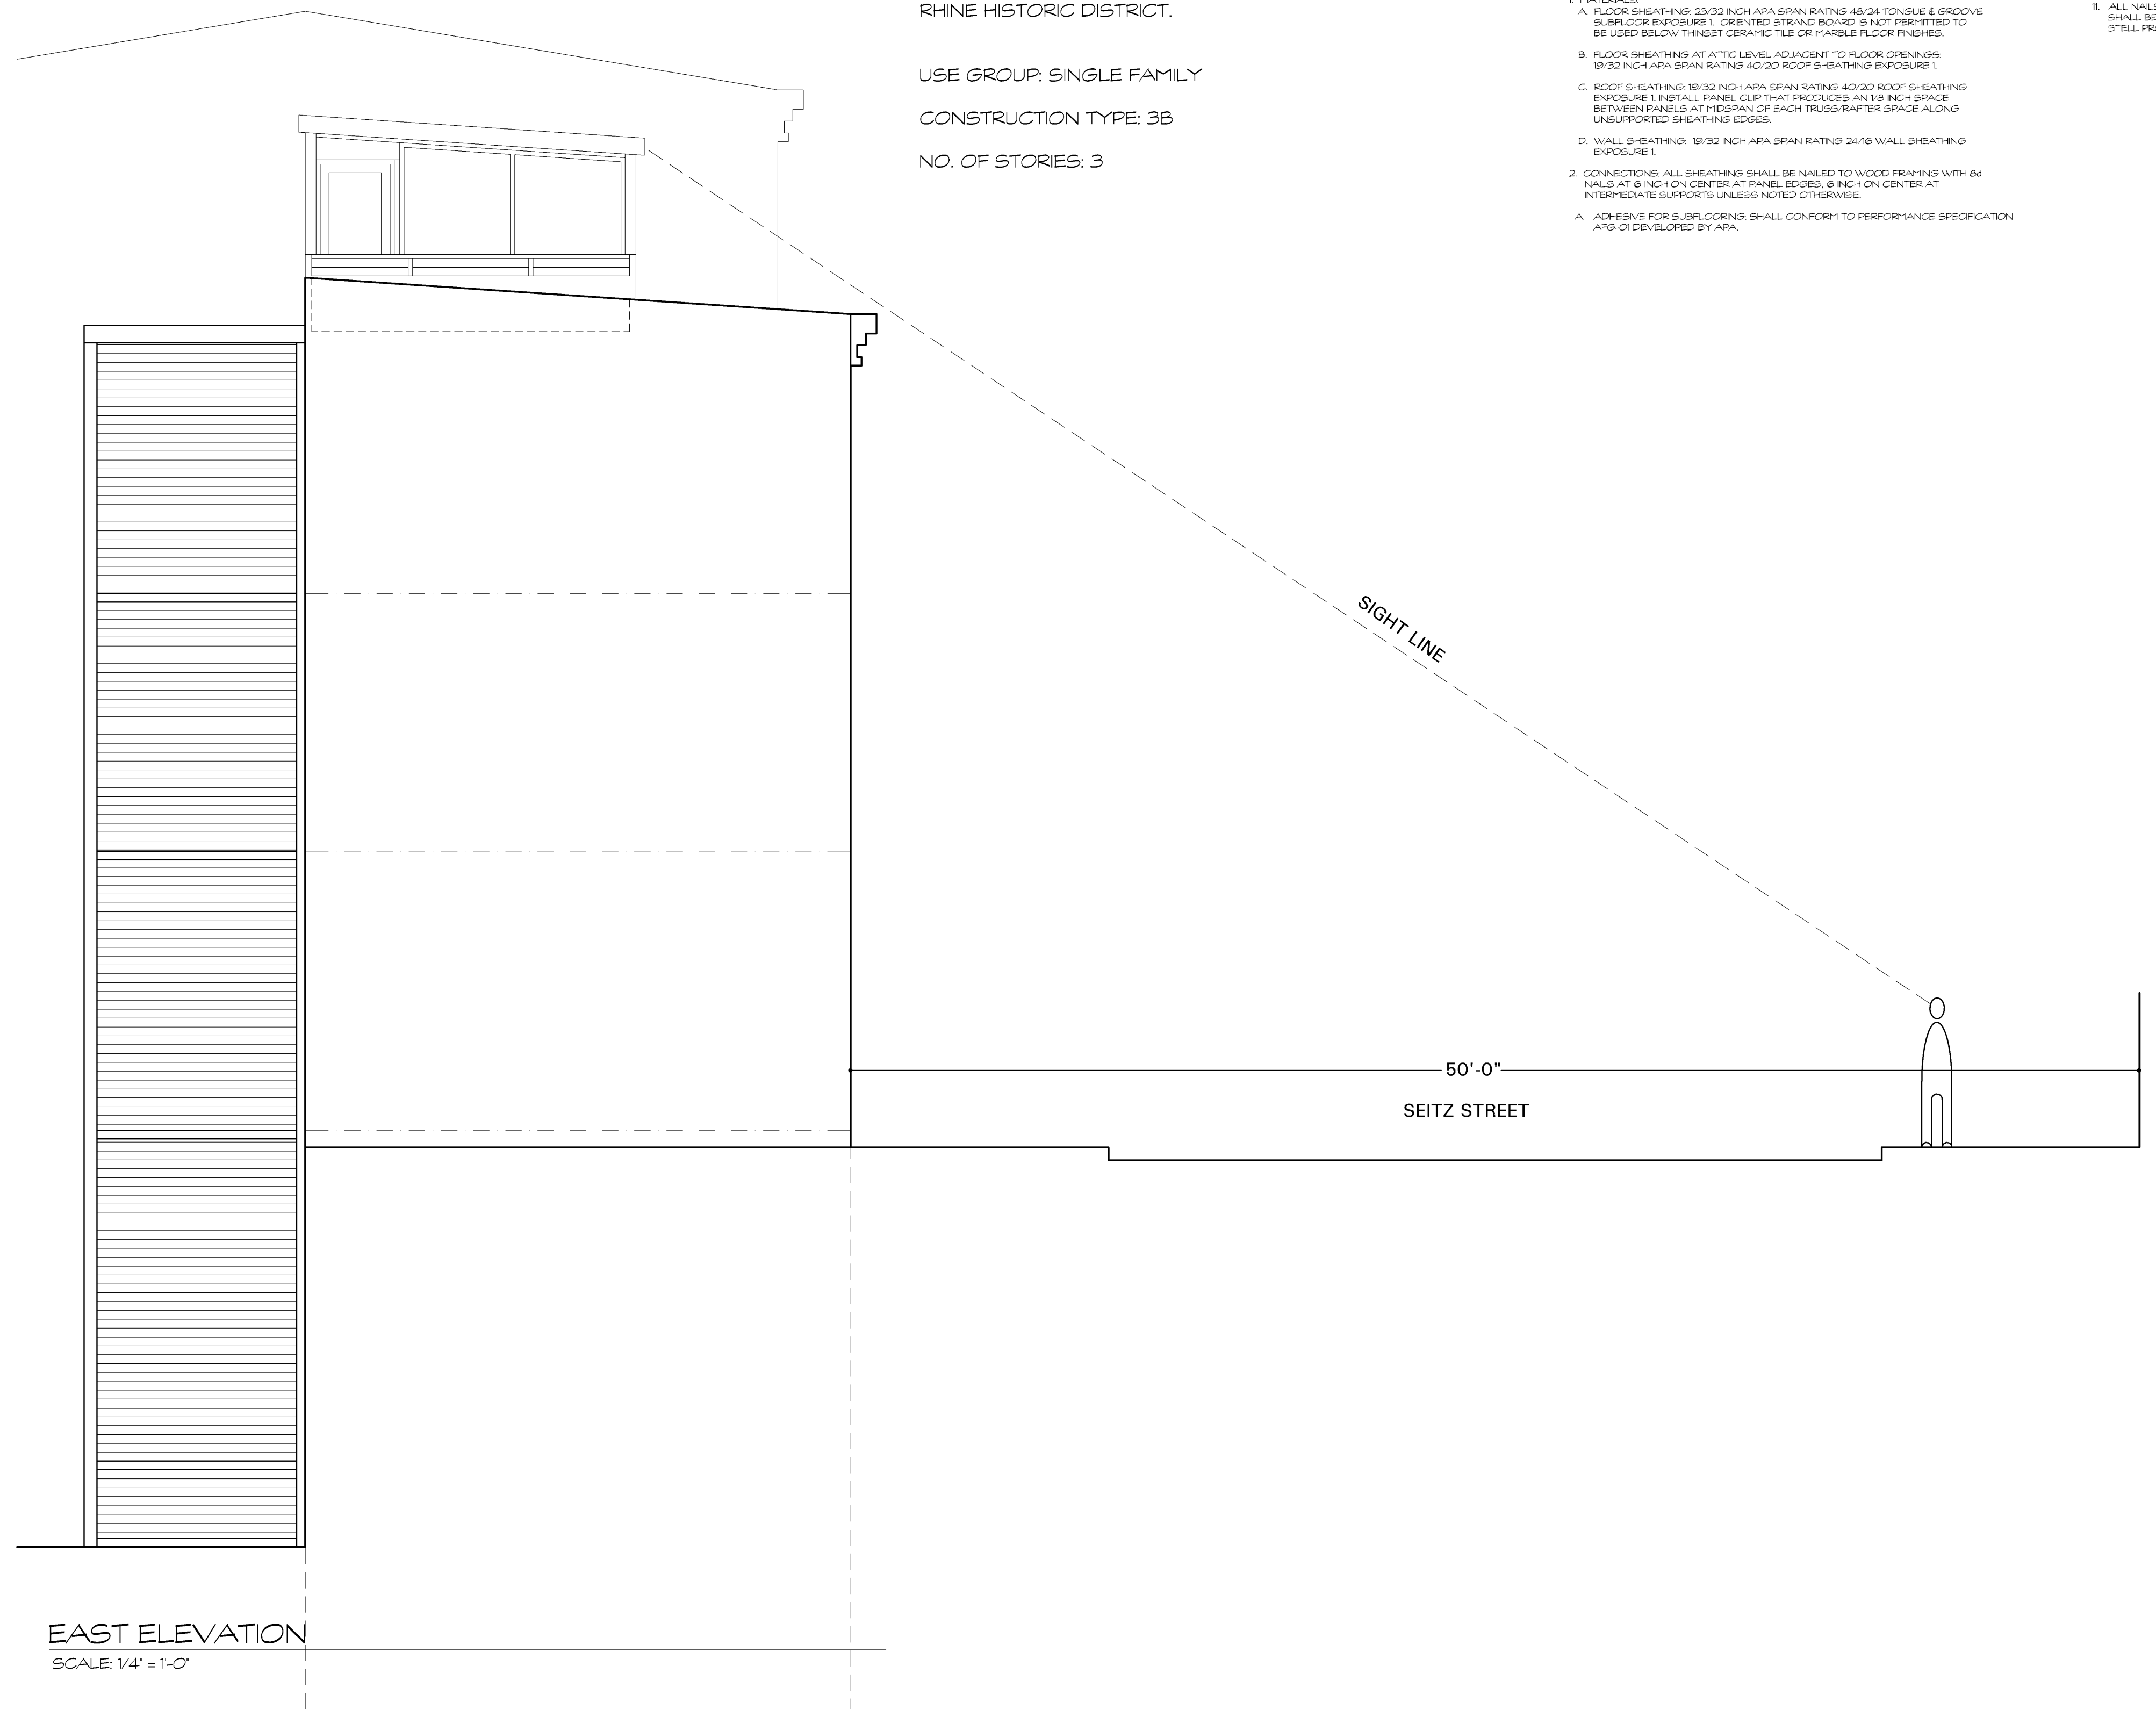 RHINE HISTORIC DISTRICT.
USE GROUP: SINGLE FAMILY
CONSTRUCTION TYPE: 3B
NO. OF STORIES: 3
1. MATERIALS:
A. FLOOR SHEATHING: 23/32 INCH APA SPAN RATING 48/24 TONGUE & GROOVE
SUBFLOOR EXPOSURE 1. ORIENTED STRAND BOARD IS NOT PERMITTED TO
BE USED BELOW THINSET CERAMIC TILE OR MARBLE FLOOR FINISHES.
B. FLOOR SHEATHING AT ATTIC LEVEL ADJACENT TO FLOOR OPENINGS:
19/32 INCH APA SPAN RATING 40/20 ROOF SHEATHING EXPOSURE 1.
C. ROOF SHEATHING: 19/32 INCH APA SPAN RATING 40/20 ROOF SHEATHING
EXPOSURE 1. INSTALL PANEL CLIP THAT PRODUCES AN 1/8 INCH SPACE
BETWEEN PANELS AT MIDSPAN OF EACH TRUSS/RAFTER SPACE ALONG
UNSUPPORTED SHEATHING EDGES.
D. WALL SHEATHING: 19/32 INCH APA SPAN RATING 24/16 WALL SHEATHING
EXPOSURE 1.
2. CONNECTIONS: ALL SHEATHING SHALL BE NAILED TO WOOD FRAMING WITH 8d
NAILS AT 6 INCH ON CENTER AT PANEL EDGES, 6 INCH ON CENTER AT
INTERMEDIATE SUPPORTS UNLESS NOTED OTHERWISE.
A. ADHESIVE FOR SUBFLOORING: SHALL CONFORM TO PERFORMANCE SPECIFICATION
AFG-01 DEVELOPED BY APA.
11. ALL NAILS
SHALL BE
STELL PR
SIGHT LINE
50'-0"
SEITZ STREET
EAST ELEVATION
SCALE: 1/4" = 1'-0"